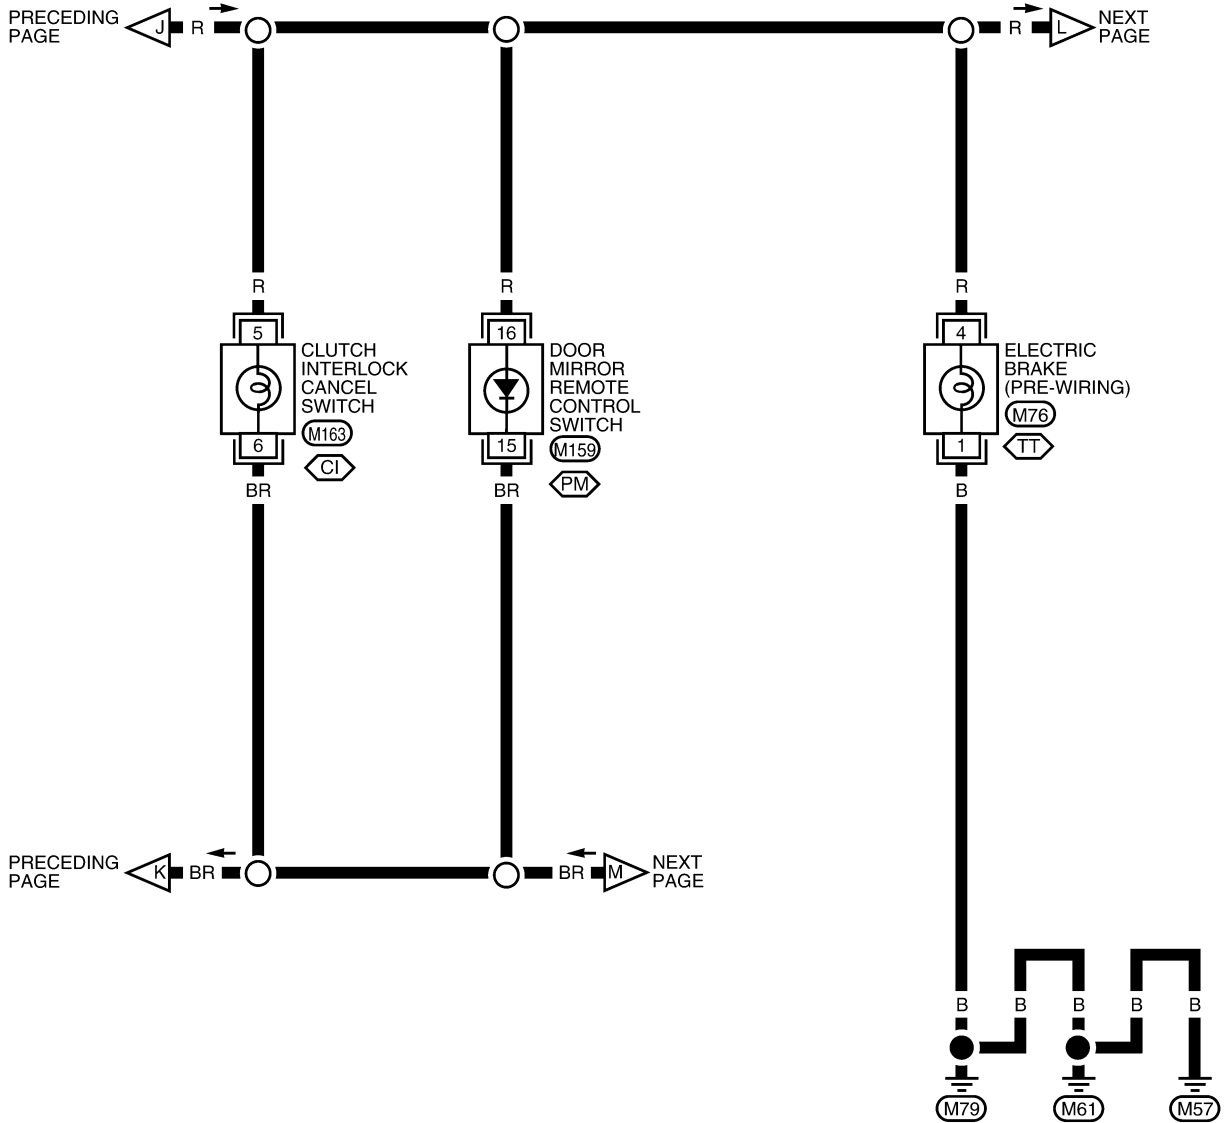 PRECEDING
PAGE
J
R
R
L
NEXT
PAGE
R
R
R
5
16
4
CLUTCH
INTERLOCK
CANCEL
SWITCH
M163
CI
DOOR
MIRROR
REMOTE
CONTROL
SWITCH
M159
PM
ELECTRIC
BRAKE
(PRE-WIRING)
M76
TT
6
15
1
BR
BR
B
PRECEDING
PAGE
K
BR
BR
M
NEXT
PAGE
B
B
B
B
B
M79
M61
M57